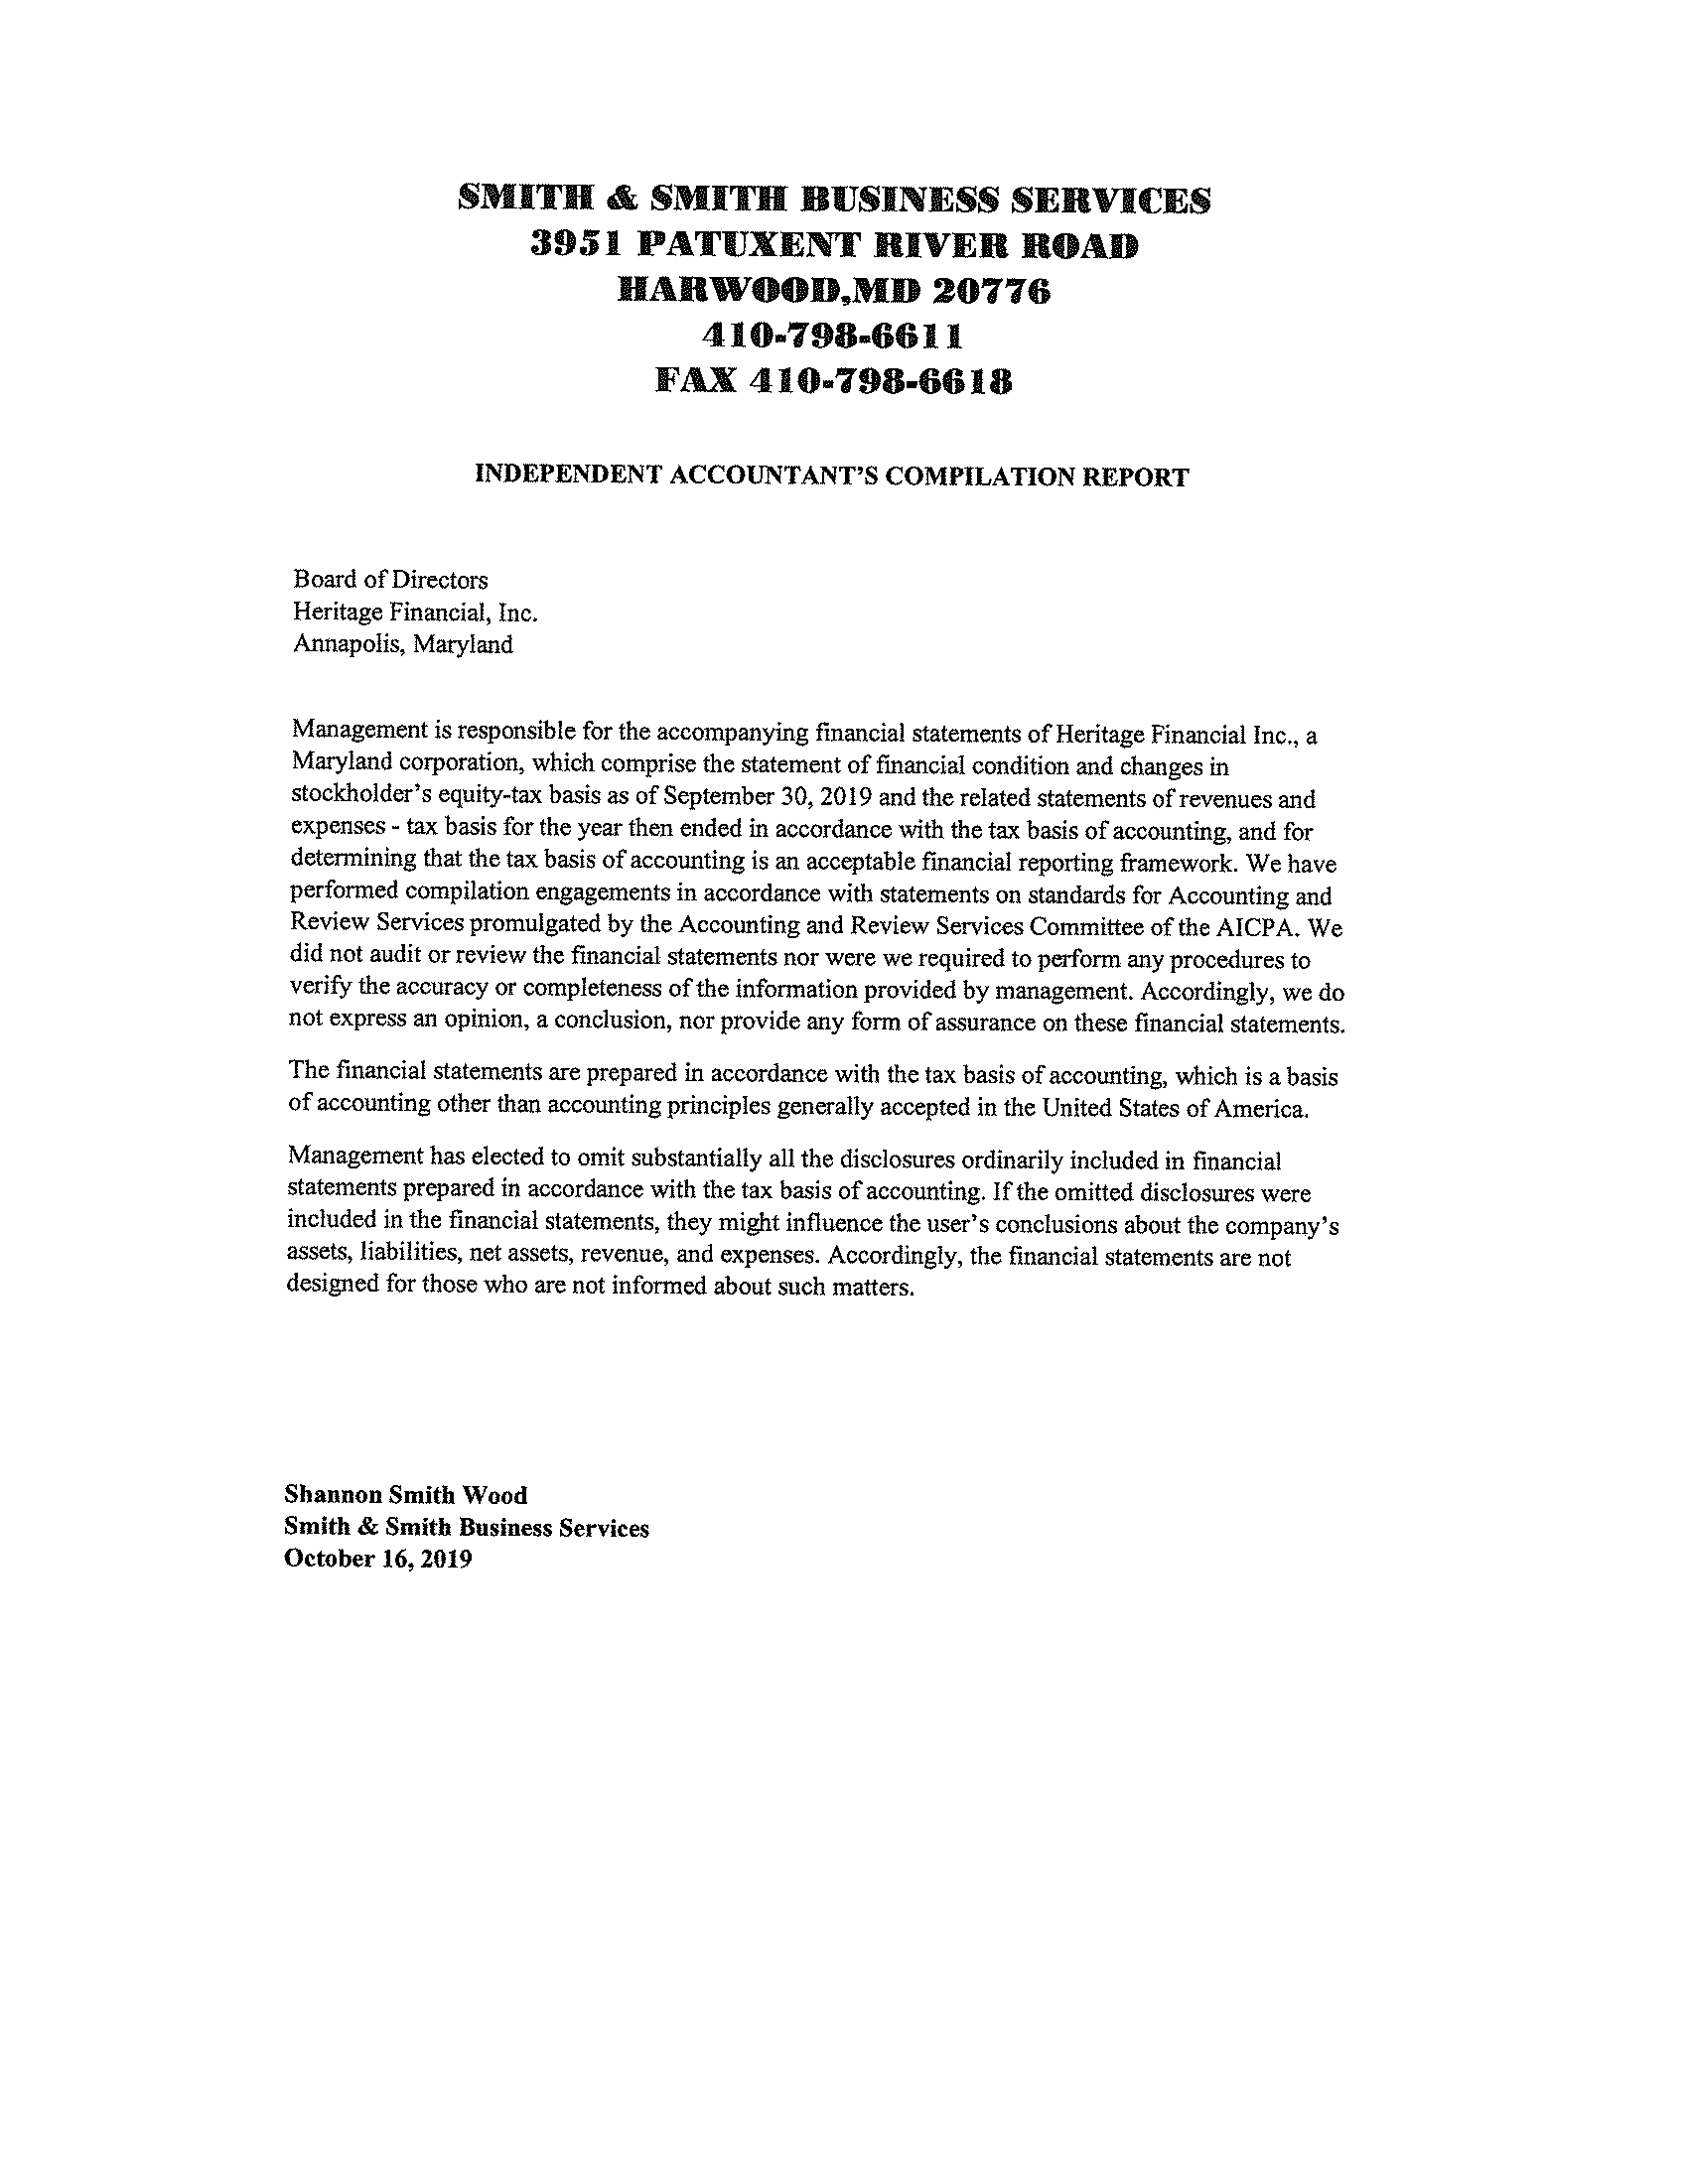 SMITH & SMITH BUSINESS SERVICES
3951 PATUXENT RIVER ROAD
HARWOOD,MD 20776
410-798-6611
FAX 410-798-6618
INDEPENDENT ACCOUNTANT'S COMPILATION REPORT
Board of Directors
Heritage Financial, Inc.
Annapolis, Maryland
Management is responsible for the accompanying financial statements of Heritage Financial Inc., a
Maryland corporation, which comprise the statement of financial condition and changes in
stockholder's equity-tax basis as of September 30, 2019 and the related statements of revenues and
expenses - tax basis for the year then ended in accordance with the tax basis of accounting, and for
determining that the tax basis of accounting is an acceptable financial reporting framework. We have
performed compilation engagements in accordance with statements on standards for Accounting and
Review Services promulgated by the Accounting and Review Services Committee of the AICPA. We
did not audit or review the financial statements nor were we required to perform any procedures to
verify the accuracy or completeness of the information provided by management. Accordingly, we do
not express an opinion, a conclusion, nor provide any form of assurance on these financial statements.
The financial statements are prepared in accordance with the tax basis of accounting, which is a basis
of accounting other than accounting principles generally accepted in the United States of America.
Management has elected to omit substantially all the disclosures ordinarily included in financial
statements prepared in accordance with the tax basis of accounting. If the omitted disclosures were
included in the financial statements, they might influence the user's conclusions about the company's
assets, liabilities, net assets, revenue, and expenses. Accordingly, the financial statements are not
designed for those who are not informed about such matters.
Shannon Smith Wood
Smith & Smith Business Services
October 16, 2019